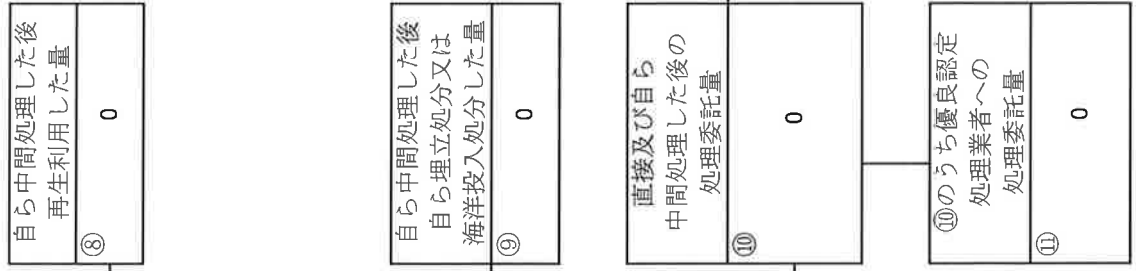 自ら中間処理した後
再生利用した量
⑧
0
自ら中間処理した後
自ら埋立処分又は
海洋投入処分した量
⑨
0
直接及び自ら
中間処理した後の
処理委託量
⑩
0
⑩のうち優良認定
処理業者への
処理委託量
⑪
0